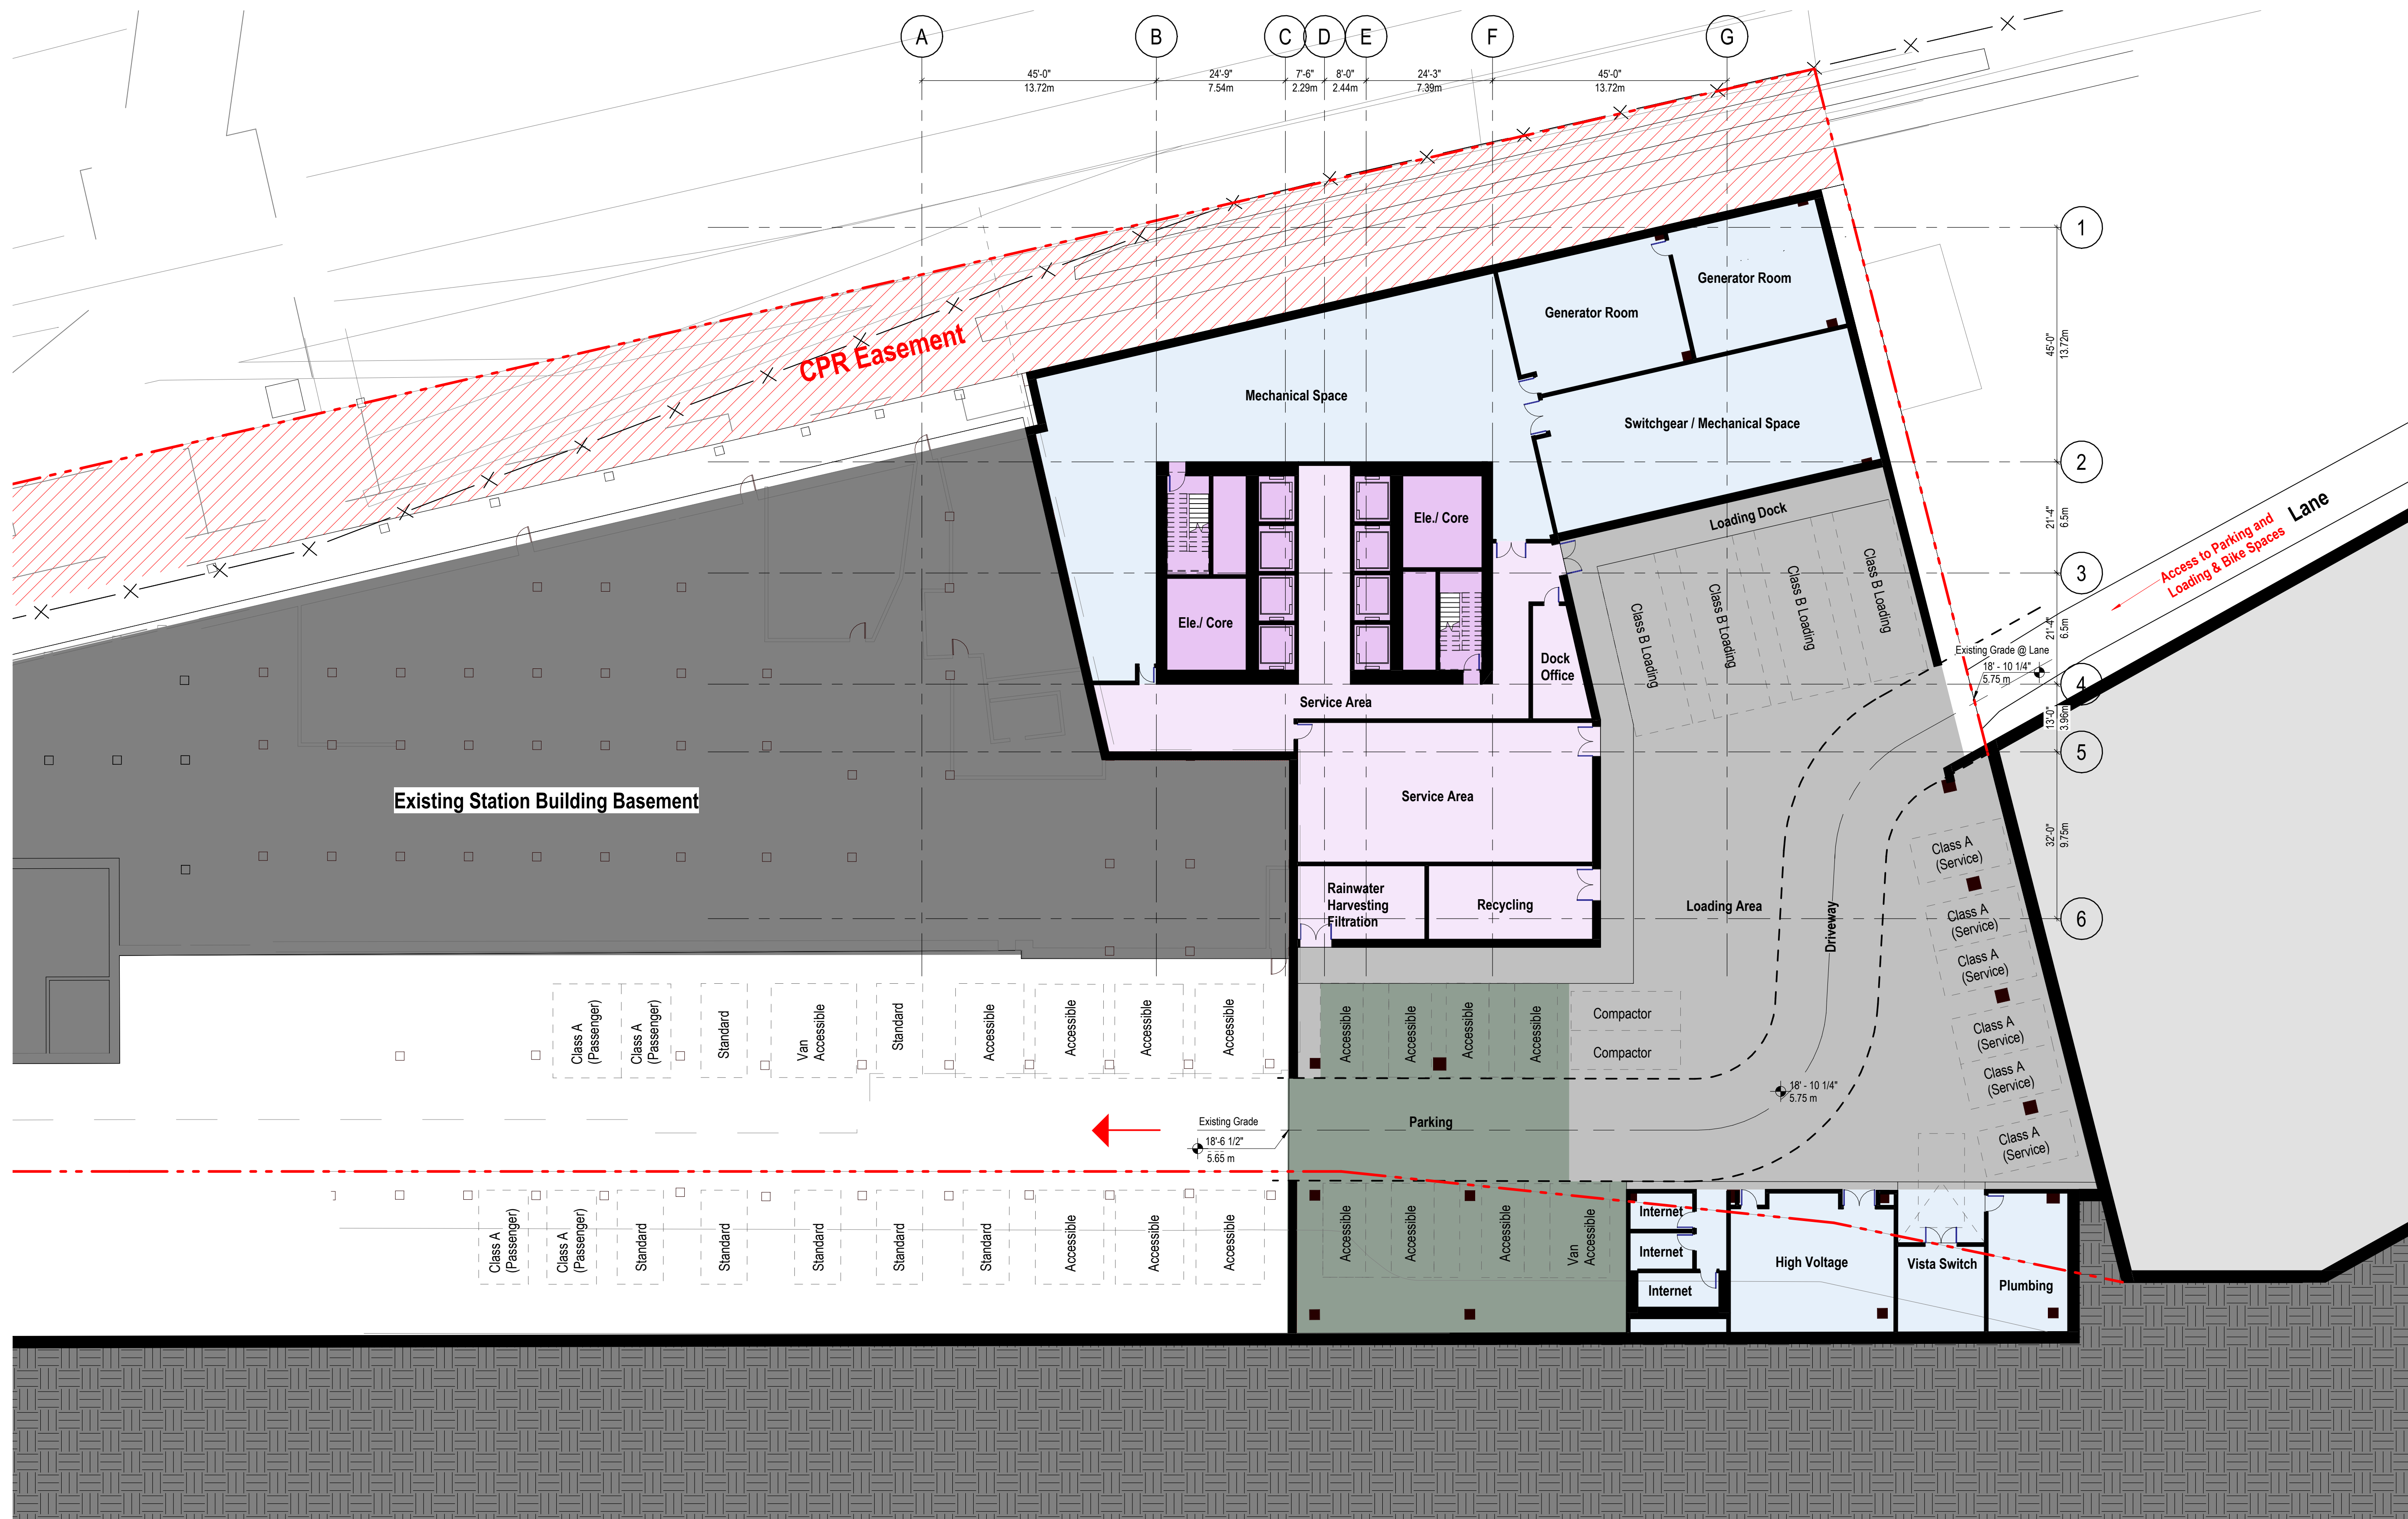 A
B
C
D
E
F
G
45'-0"
13.72m
24'-9"
7.54m
7'-6"
2.29m
8'-0"
2.44m
24'-3"
7.39m
45'-0"
13.72m
1
2
3
4
5
6
45'-0"
13.72m
21'-4"
6.5m
21'-4"
6.5m
13'-0"
3.96m
32'-0"
9.75m
CPR Easement
Generator Room
Generator Room
Mechanical Space
Switchgear / Mechanical Space
Loading Dock
Lane
Access to Parking and
Loading & Bike Spaces
Ele./ Core
Ele./ Core
Class B Loading
Class B Loading
Class B Loading
Class B Loading
Dock
Office
Existing Grade @ Lane
18' - 10 1/4"
5.75 m
Service Area
Existing Station Building Basement
Service Area
Rainwater
Harvesting
Filtration
Recycling
Loading Area
Driveway
Class A
(Service)
Class A
(Service)
Class A
(Service)
Class A
(Service)
Class A
(Service)
Class A
(Service)
Class A
(Passenger)
Class A
(Passenger)
Standard
Van
Accessible
Standard
Accessible
Accessible
Accessible
Accessible
Accessible
Accessible
Accessible
Accessible
Compactor
Compactor
18' - 10 1/4"
5.75 m
Parking
Existing Grade
18'-6 1/2"
5.65 m
Class A
(Passenger)
Class A
(Passenger)
Standard
Standard
Standard
Standard
Standard
Accessible
Accessible
Accessible
Accessible
Accessible
Accessible
Van
Accessible
Internet
Internet
Internet
High Voltage
Vista Switch
Plumbing